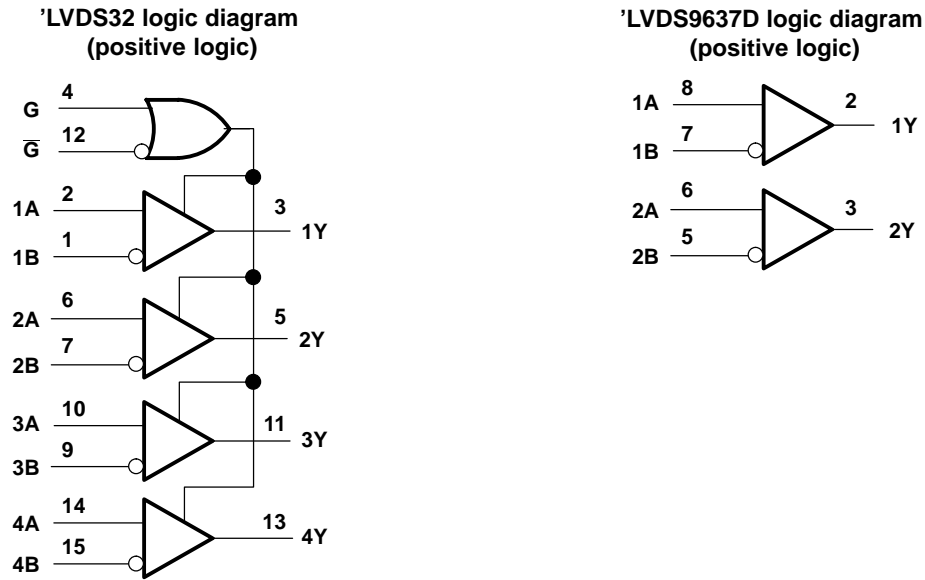 'LVDS32 logic diagram
(positive logic)
G
4
G̅
12
1A
2
1B
1
3
1Y
2A
6
2B
7
5
2Y
3A
10
3B
9
11
3Y
4A
14
4B
15
13
4Y
'LVDS9637D logic diagram
(positive logic)
1A
8
1B
7
2
1Y
2A
6
2B
5
3
2Y